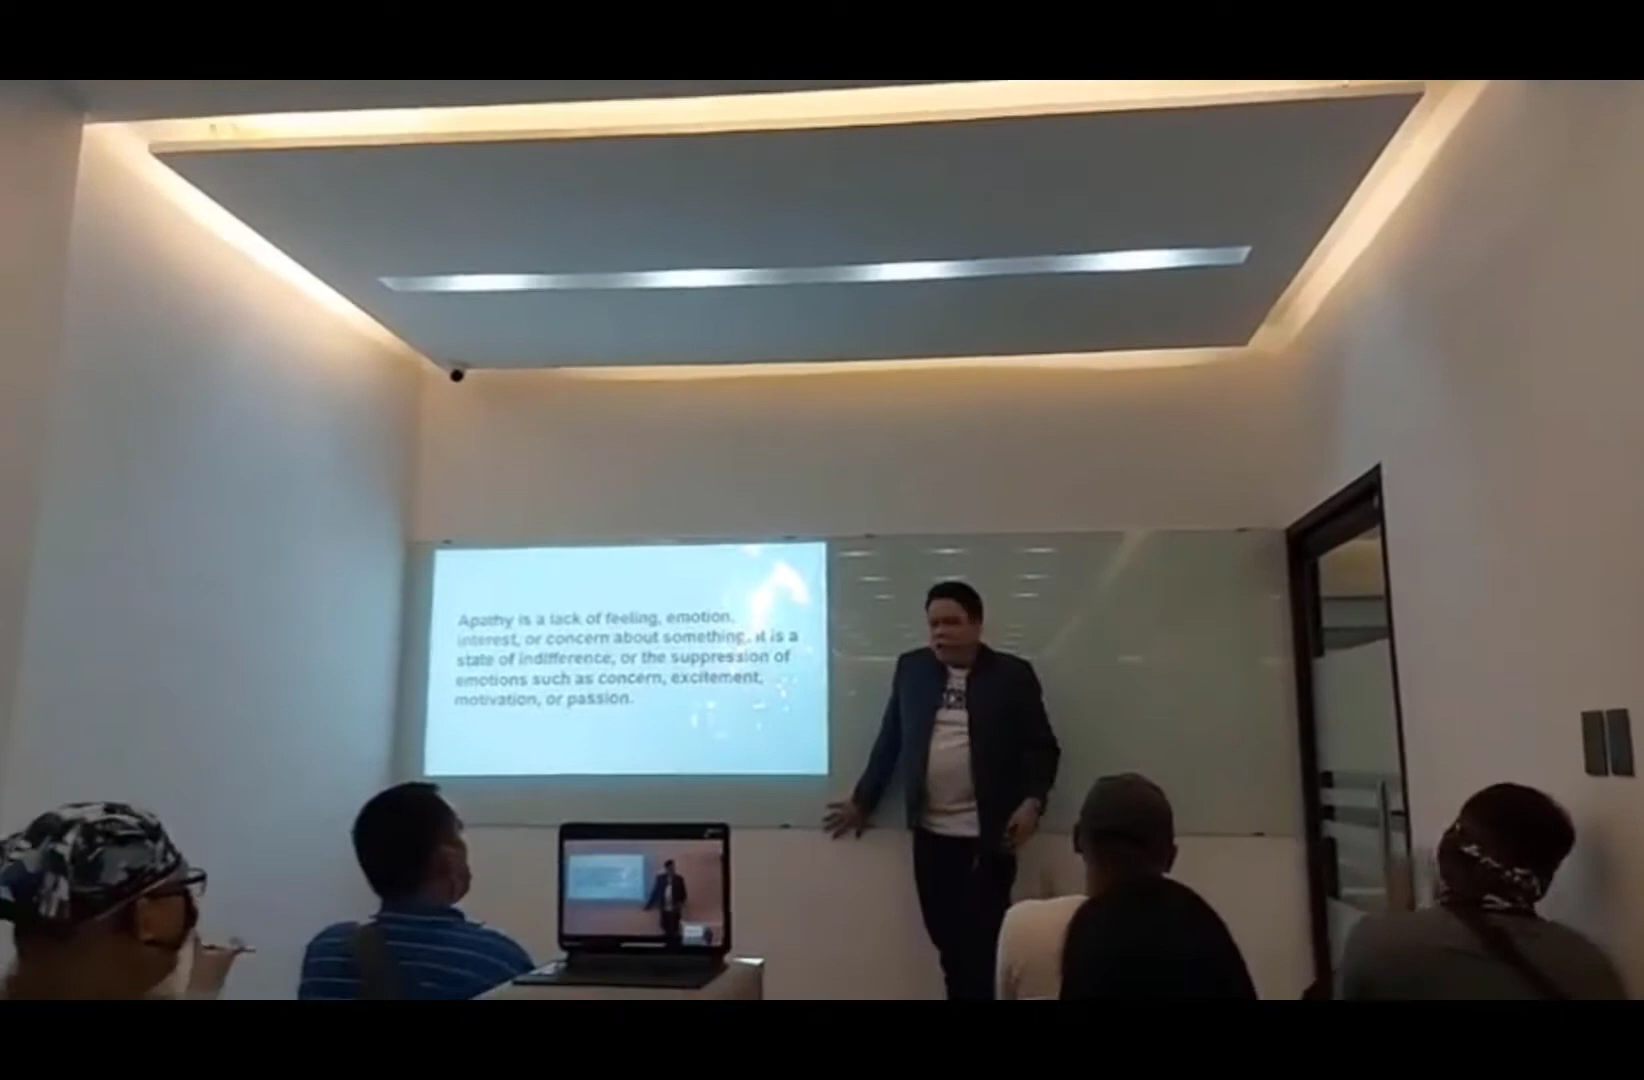 Apathy is a lack of feeling, emotion,
interest, or concern about something. It is a
state of indifference, or the suppression of
emotions such as concern, excitement,
motivation, or passion.